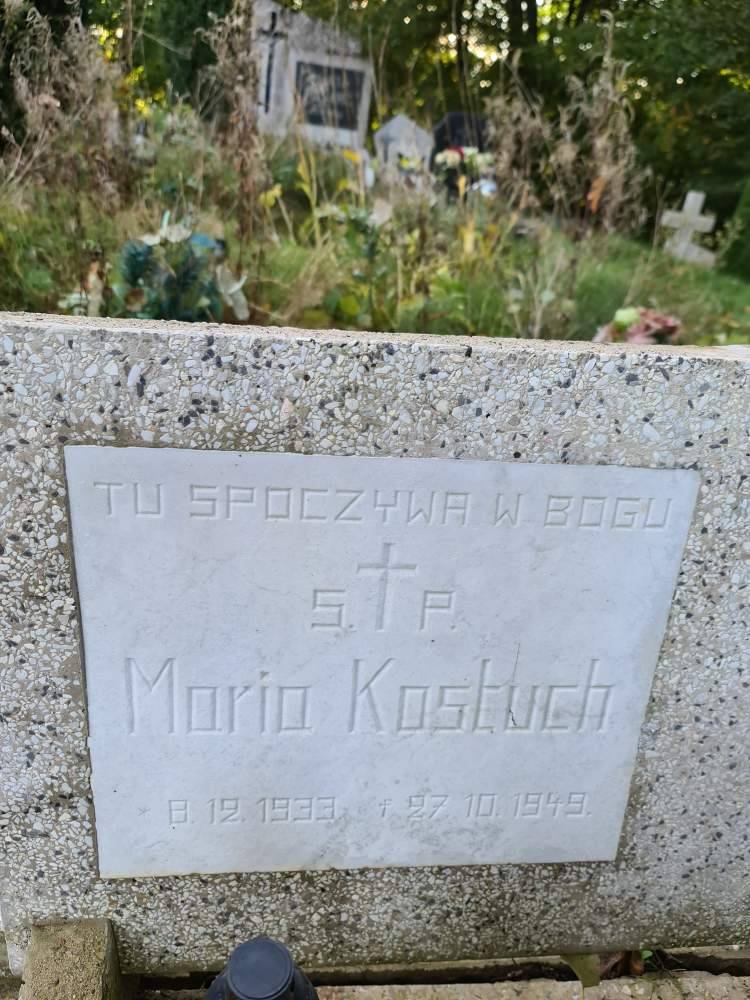 TU SPOCZYWA W BOGU
S. P.
Maria Kostuch
* 8.12.1933 † 27.10.1949.